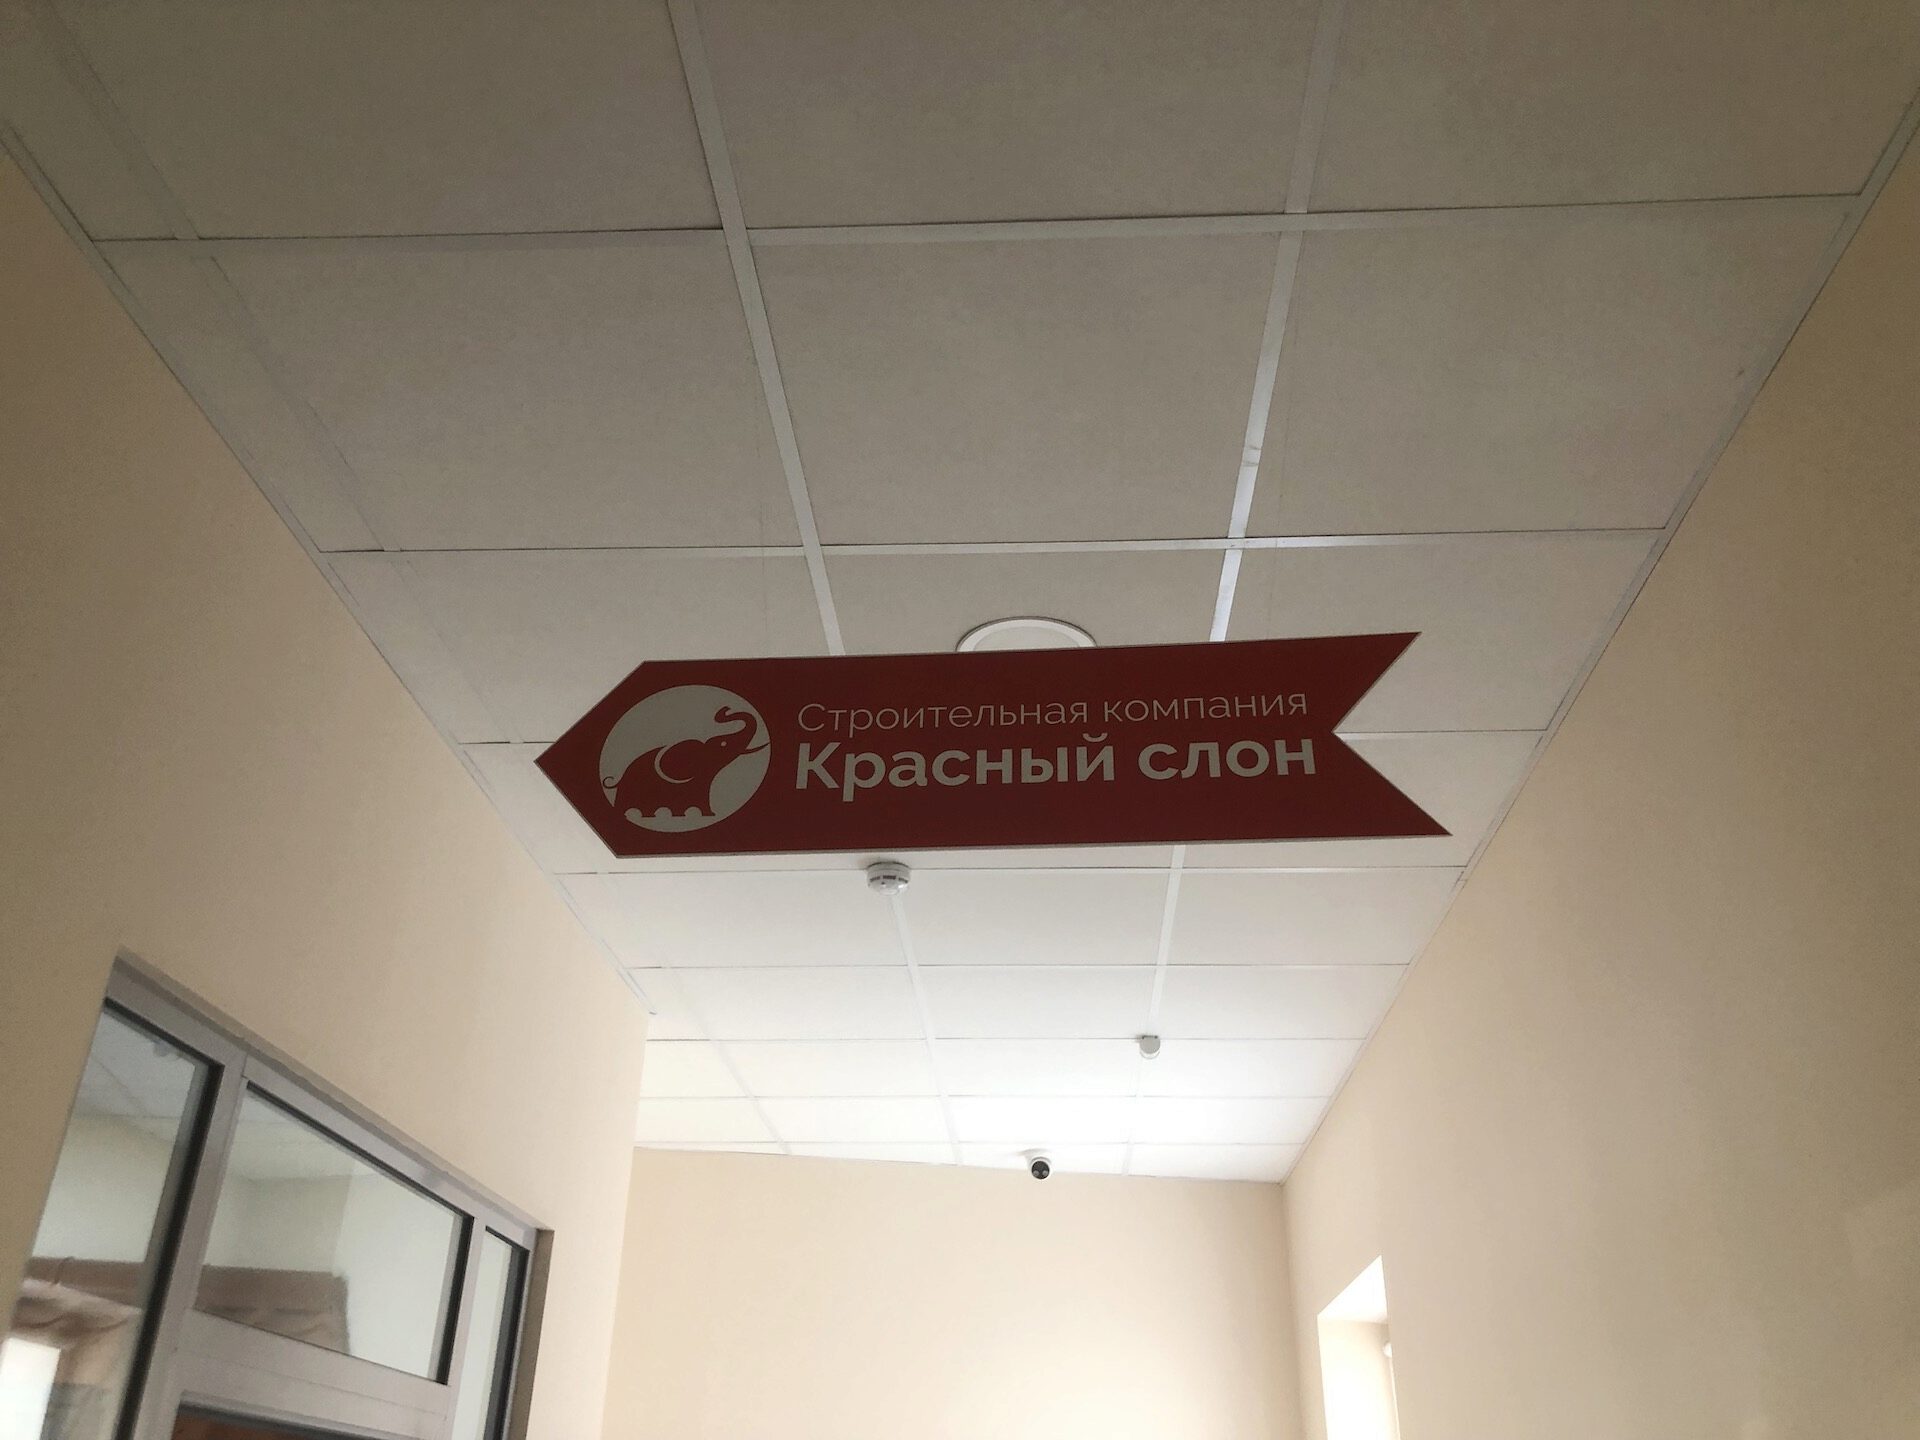 Строительная компания
Красный слон